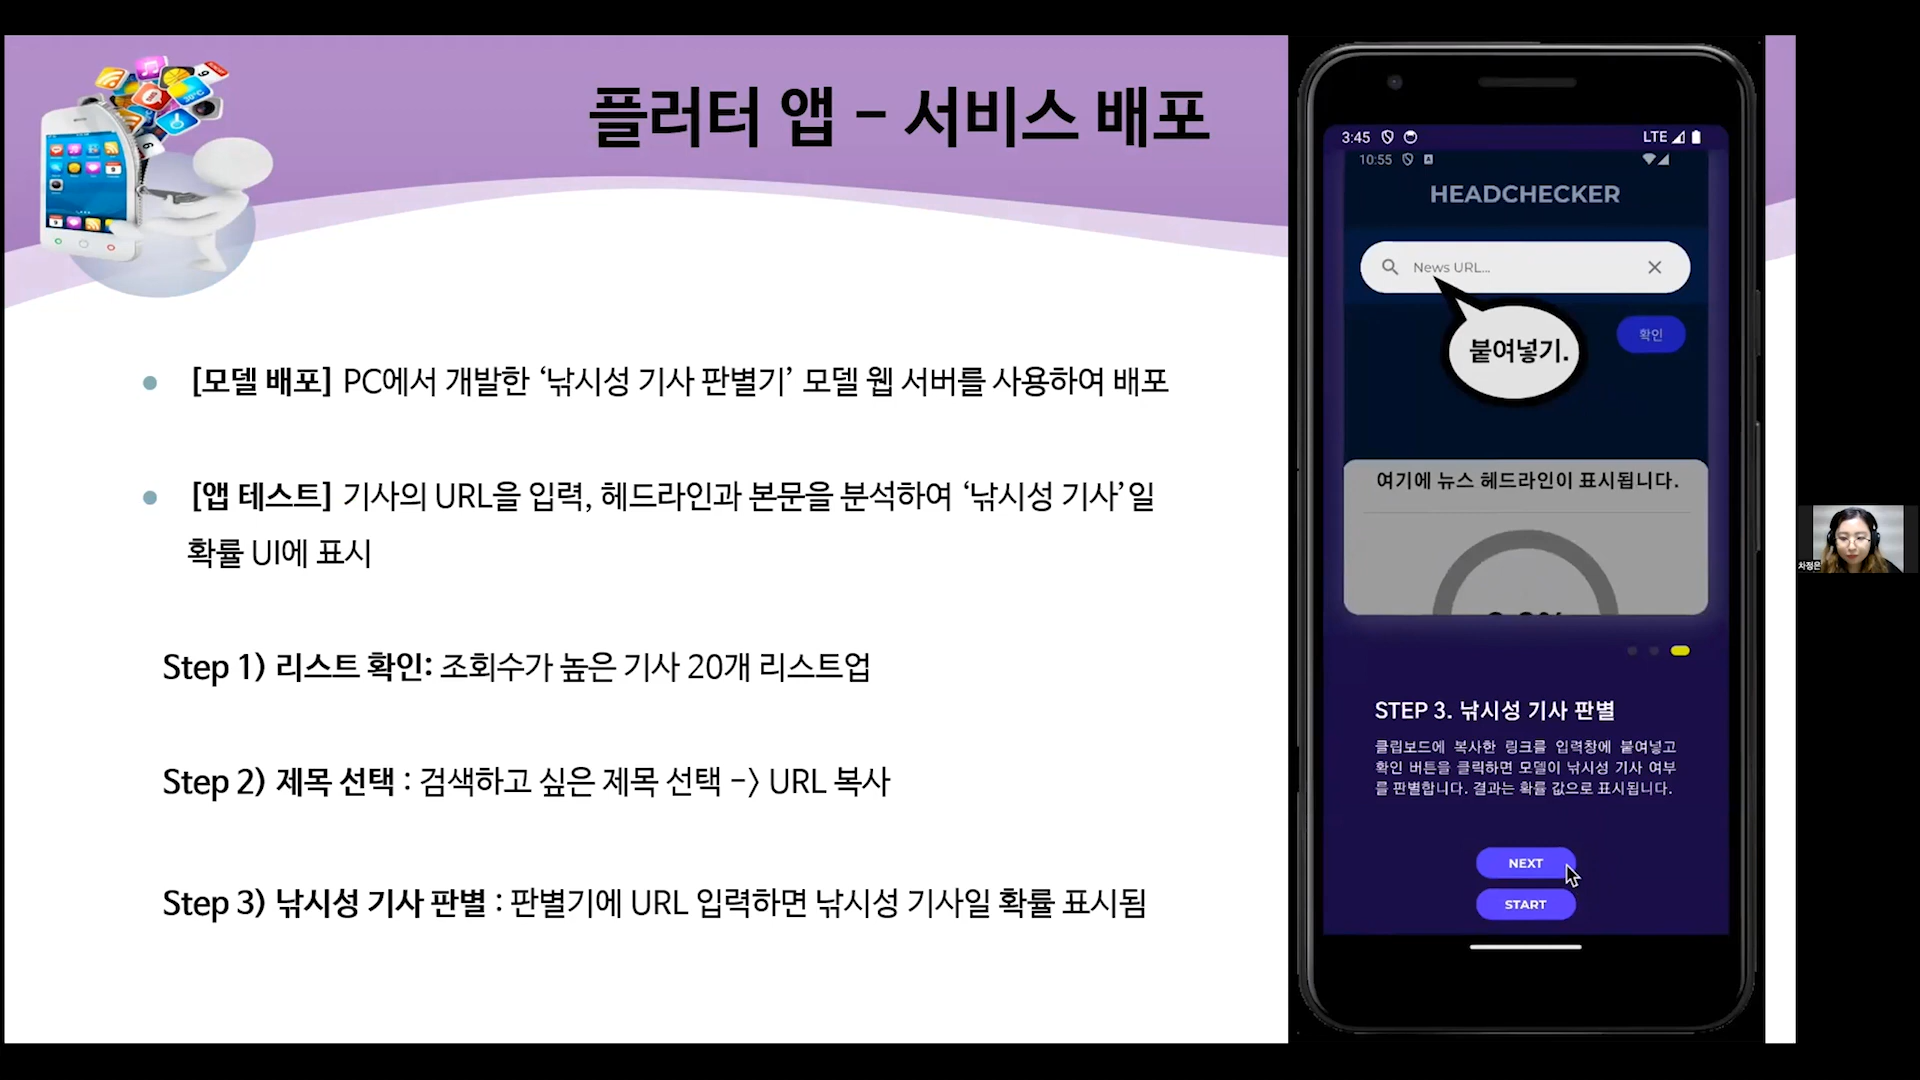 플러터 앱 - 서비스 배포
[모델 배포] PC에서 개발한 ‘낚시성 기사 판별기’ 모델 웹 서버를 사용하여 배포
[앱 테스트] 기사의 URL을 입력, 헤드라인과 본문을 분석하여 ‘낚시성 기사’일
확률 UI에 표시
Step 1) 리스트 확인: 조회수가 높은 기사 20개 리스트업
Step 2) 제목 선택 : 검색하고 싶은 제목 선택 -> URL 복사
Step 3) 낚시성 기사 판별 : 판별기에 URL 입력하면 낚시성 기사일 확률 표시됨
3:45 LTE
10:55
HEADCHECKER
News URL...
확인
붙여넣기.
여기에 뉴스 헤드라인이 표시됩니다.
STEP 3. 낚시성 기사 판별
클립보드에 복사한 링크를 입력창에 붙여넣고
확인 버튼을 클릭하면 모델이 낚시성 기사 여부
를 판별합니다. 결과는 확률 값으로 표시됩니다.
NEXT
START
차정은